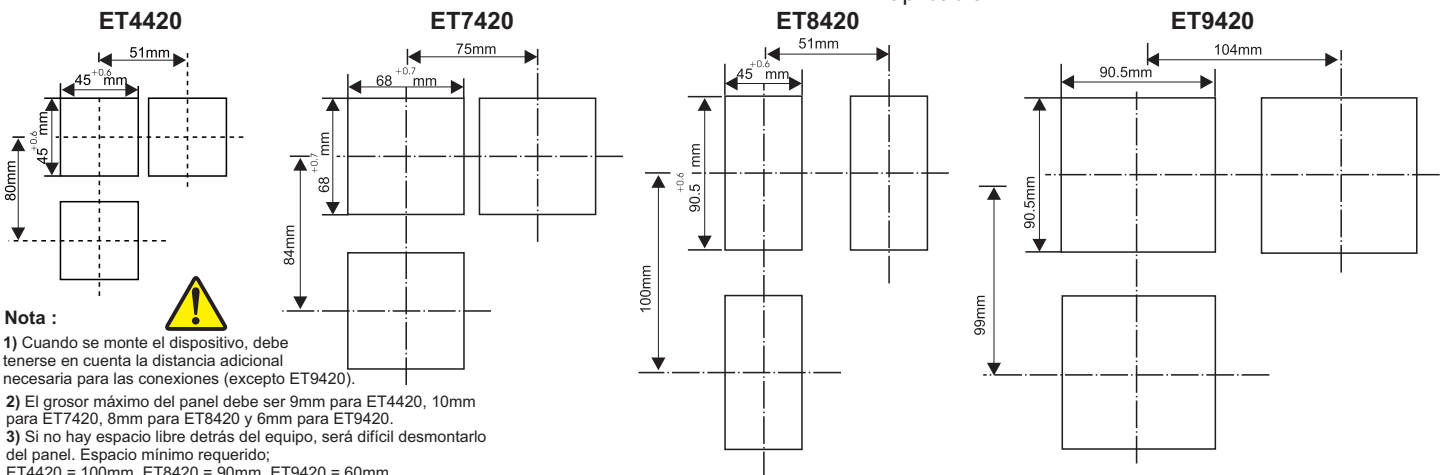 ET4420
51mm
45+0.6 mm
45+0.6 mm
80mm
ET7420
75mm
68+0.7 mm
68+0.7 mm
84mm
ET8420
51mm
45+0.6 mm
90.5+0.6 mm
100mm
ET9420
104mm
90.5mm
90.5mm
99mm
Nota :
1) Cuando se monte el dispositivo, debe
tenerse en cuenta la distancia adicional
necesaria para las conexiones (excepto ET9420).
2) El grosor máximo del panel debe ser 9mm para ET4420, 10mm
para ET7420, 8mm para ET8420 y 6mm para ET9420.
3) Si no hay espacio libre detrás del equipo, será difícil desmontarlo
del panel. Espacio mínimo requerido;
ET4420 = 100mm, ET8420 = 90mm, ET9420 = 60mm